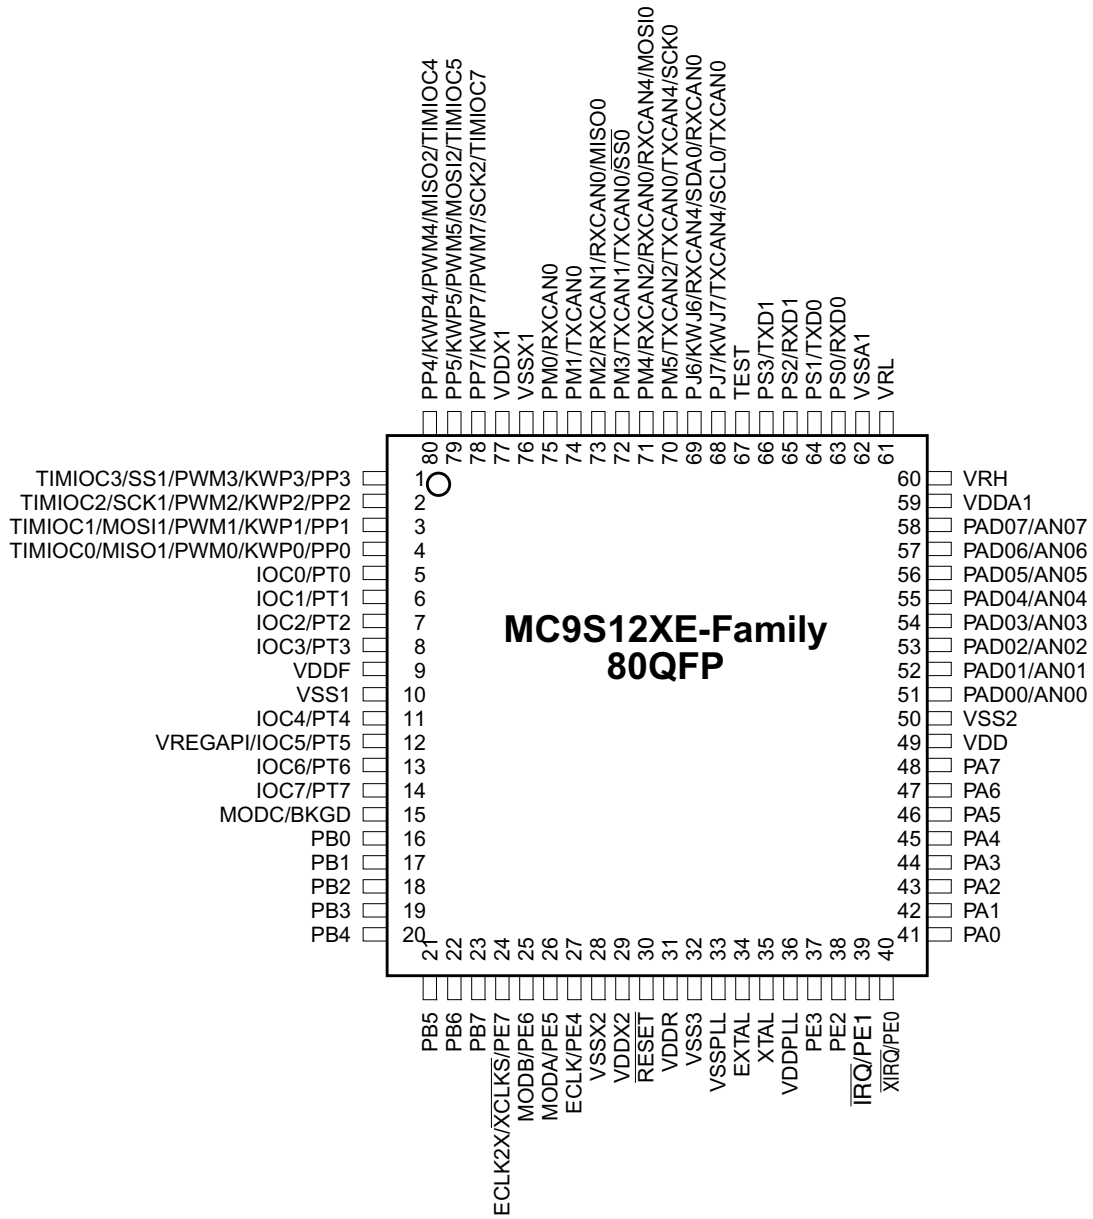 PP4/KWP4/PWM4/MISO2/TIMIOC4
PP5/KWP5/PWM5/MOSI2/TIMIOC5
PP7/KWP7/PWM7/SCK2/TIMIOC7
VDDX1
VSSX1
PM0/RXCAN0
PM1/TXCAN0
PM2/RXCAN1/RXCAN0/MISO0
PM3/TXCAN1/TXCAN0/SS0
PM4/RXCAN2/RXCAN0/RXCAN4/MOSI0
PM5/TXCAN2/TXCAN0/TXCAN4/SCK0
PJ6/KWJ6/RXCAN4/SDA0/RXCAN0
PJ7/KWJ7/TXCAN4/SCL0/TXCAN0
TEST
PS3/TXD1
PS2/RXD1
PS1/TXD0
PS0/RXD0
VSSA1
VRL
80 79 78 77 76 75 74 73 72 71 70 69 68 67 66 65 64 63 62 61
TIMIOC3/SS1/PWM3/KWP3/PP3 1
TIMIOC2/SCK1/PWM2/KWP2/PP2 2
TIMIOC1/MOSI1/PWM1/KWP1/PP1 3
TIMIOC0/MISO1/PWM0/KWP0/PP0 4
IOC0/PT0 5
IOC1/PT1 6
IOC2/PT2 7
IOC3/PT3 8
VDDF 9
VSS1 10
IOC4/PT4 11
VREGAPI/IOC5/PT5 12
IOC6/PT6 13
IOC7/PT7 14
MODC/BKGD 15
PB0 16
PB1 17
PB2 18
PB3 19
PB4 20
MC9S12XE-Family
80QFP
60 VRH
59 VDDA1
58 PAD07/AN07
57 PAD06/AN06
56 PAD05/AN05
55 PAD04/AN04
54 PAD03/AN03
53 PAD02/AN02
52 PAD01/AN01
51 PAD00/AN00
50 VSS2
49 VDD
48 PA7
47 PA6
46 PA5
45 PA4
44 PA3
43 PA2
42 PA1
41 PA0
21 22 23 24 25 26 27 28 29 30 31 32 33 34 35 36 37 38 39 40
PB5
PB6
PB7
ECLK2X/XCLKS/PE7
MODB/PE6
MODA/PE5
ECLK/PE4
VSSX2
VDDX2
RESET
VDDR
VSS3
VSSPLL
EXTAL
XTAL
VDDPLL
PE3
PE2
IRQ/PE1
XIRQ/PE0